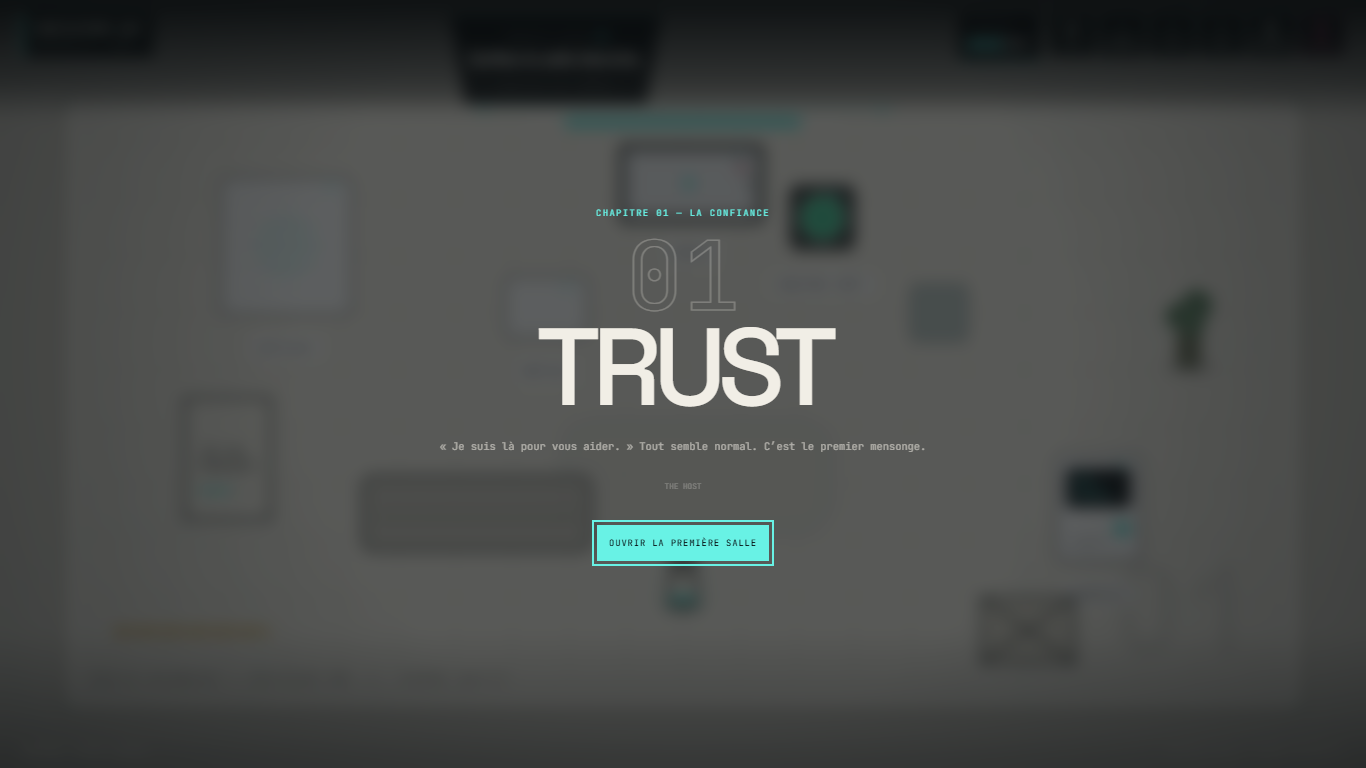 CHAPITRE 01 — LA CONFIANCE
01
TRUST
« Je suis là pour vous aider. » Tout semble normal. C’est le premier mensonge.
THE HOST
OUVRIR LA PREMIÈRE SALLE